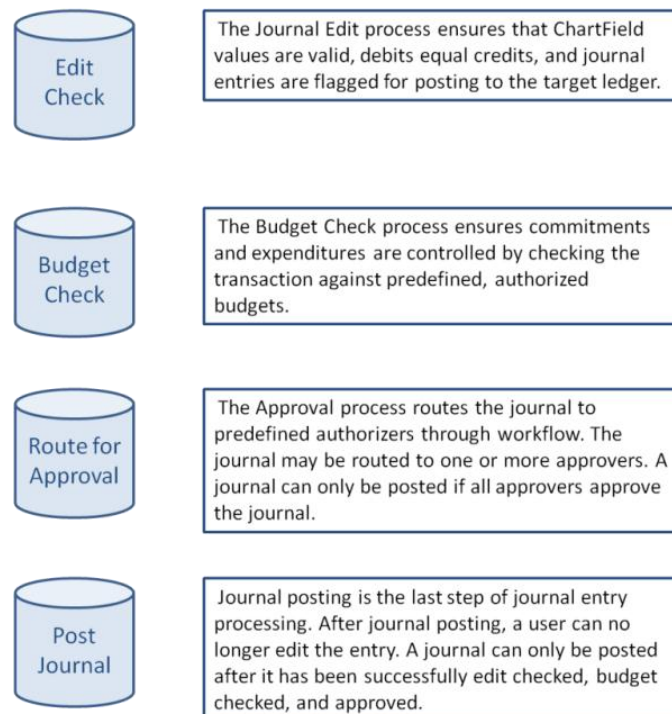 Edit
Check
The Journal Edit process ensures that ChartField
values are valid, debits equal credits, and journal
entries are flagged for posting to the target ledger.
Budget
Check
The Budget Check process ensures commitments
and expenditures are controlled by checking the
transaction against predefined, authorized
budgets.
Route for
Approval
The Approval process routes the journal to
predefined authorizers through workflow. The
journal may be routed to one or more approvers. A
journal can only be posted if all approvers approve
the journal.
Post
Journal
Journal posting is the last step of journal entry
processing. After journal posting, a user can no
longer edit the entry. A journal can only be posted
after it has been successfully edit checked, budget
checked, and approved.